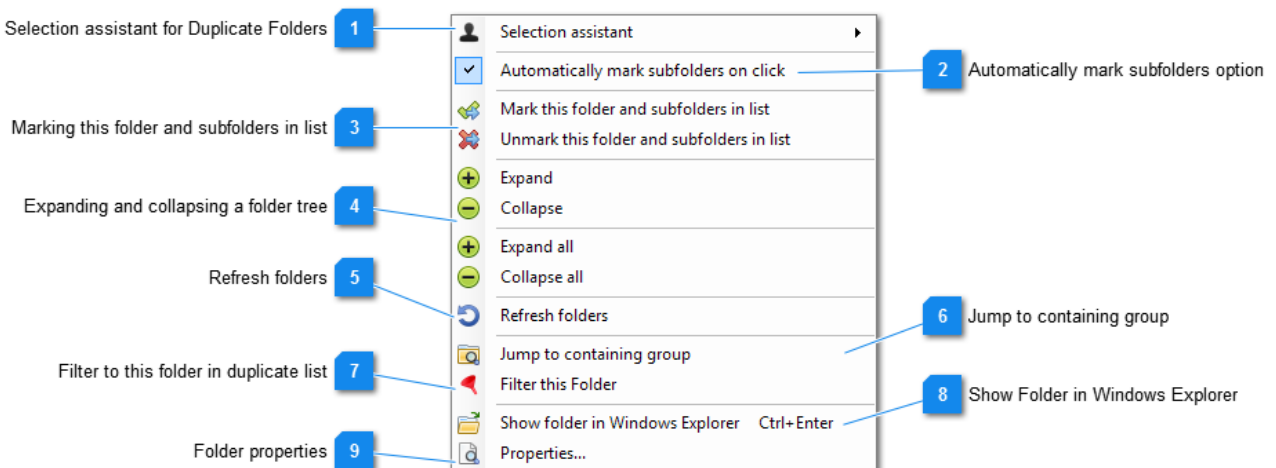 Selection assistant for Duplicate Folders 1 Selection assistant
Automatically mark subfolders on click 2 Automatically mark subfolders option
Mark this folder and subfolders in list
Marking this folder and subfolders in list 3
Unmark this folder and subfolders in list
Expand
Expanding and collapsing a folder tree 4 Collapse
Expand all
Refresh folders 5 Collapse all
Refresh folders 6 Jump to containing group
Jump to containing group
Filter to this folder in duplicate list 7 Filter this Folder
8 Show Folder in Windows Explorer
Show folder in Windows Explorer Ctrl+Enter
Folder properties 9 Properties...